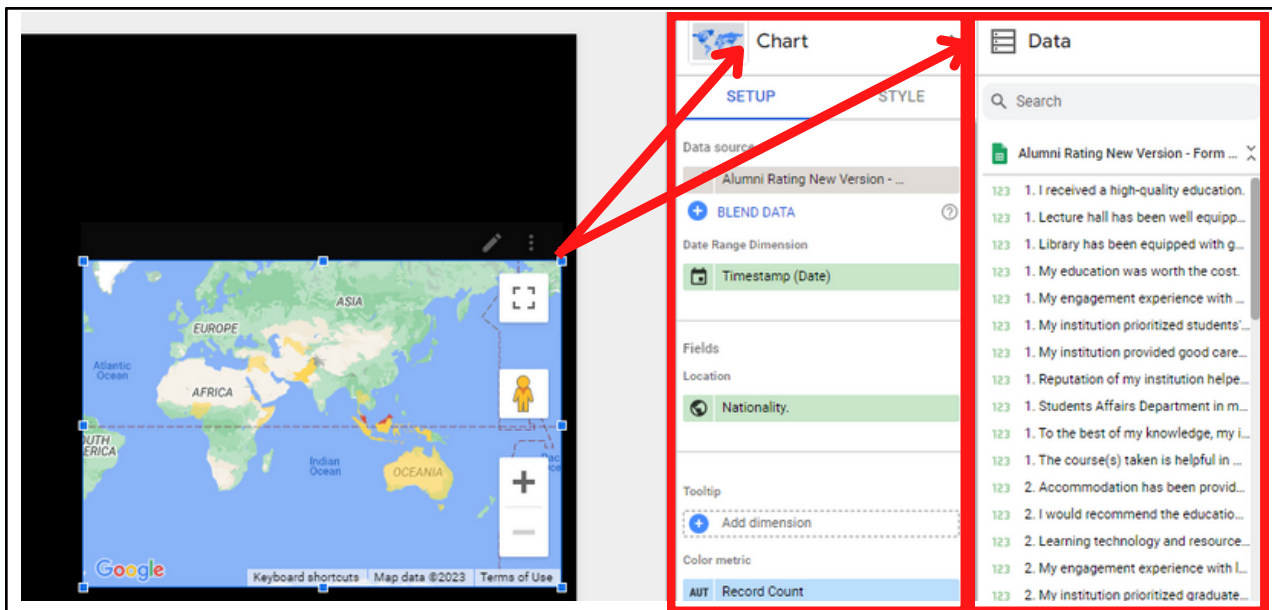 Chart
SETUP
STYLE
Data source
Alumni Rating New Version - ...
BLEND DATA
Date Range Dimension
Timestamp (Date)
Fields
Location
Nationality.
Tooltip
Add dimension
Color metric
AUT Record Count
Data
Search
Alumni Rating New Version - Form ...
123 1. I received a high-quality education.
123 1. Lecture hall has been well equipp...
123 1. Library has been equipped with g...
123 1. My education was worth the cost.
123 1. My engagement experience with ...
123 1. My institution prioritized students'...
123 1. My institution provided good care...
123 1. Reputation of my institution helpe...
123 1. Students Affairs Department in m...
123 1. To the best of my knowledge, my i...
123 1. The course(s) taken is helpful in ...
123 2. Accommodation has been provid...
123 2. I would recommend the educatio...
123 2. Learning technology and resource...
123 2. My engagement experience with l...
123 2. My institution prioritized graduate...
ASIA
EUROPE
Atlantic
Ocean
AFRICA
UTH
ERICA
Indian
Ocean
OCEANIA
Google
Keyboard shortcuts
Map data ©2023
Terms of Use